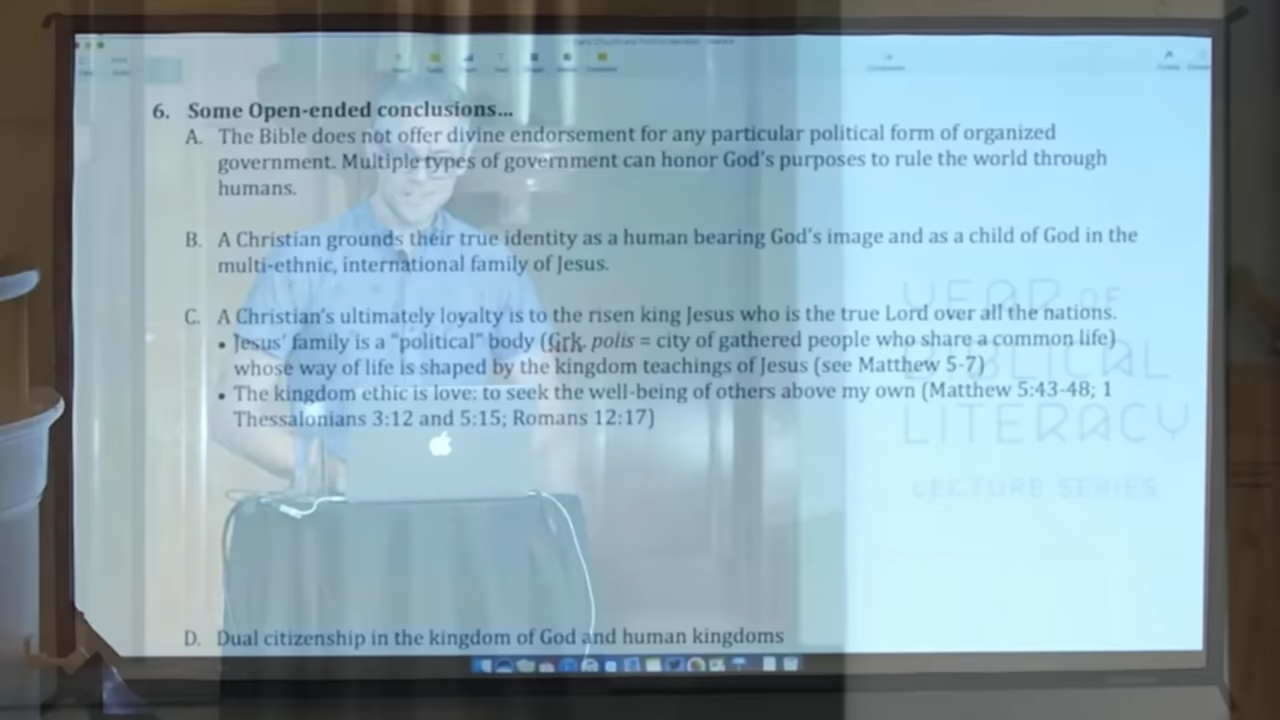 6. Some Open-ended conclusions...
A. The Bible does not offer divine endorsement for any particular political form of organized
government. Multiple types of government can honor God's purposes to rule the world through
humans.
B. A Christian grounds their true identity as a human bearing God's image and as a child of God in the
multi-ethnic, international family of Jesus.
C. A Christian's ultimately loyalty is to the risen king Jesus who is the true Lord over all the nations.
• Jesus' family is a "political" body (Grk. polis = city of gathered people who share a common life)
whose way of life is shaped by the kingdom teachings of Jesus (see Matthew 5-7)
• The kingdom ethic is love: to seek the well-being of others above my own (Matthew 5:43-48; 1
Thessalonians 3:12 and 5:15; Romans 12:17)
D. Dual citizenship in the kingdom of God and human kingdoms
YEAR OF
BIBLICAL
LITERACY
LECTURE SERIES